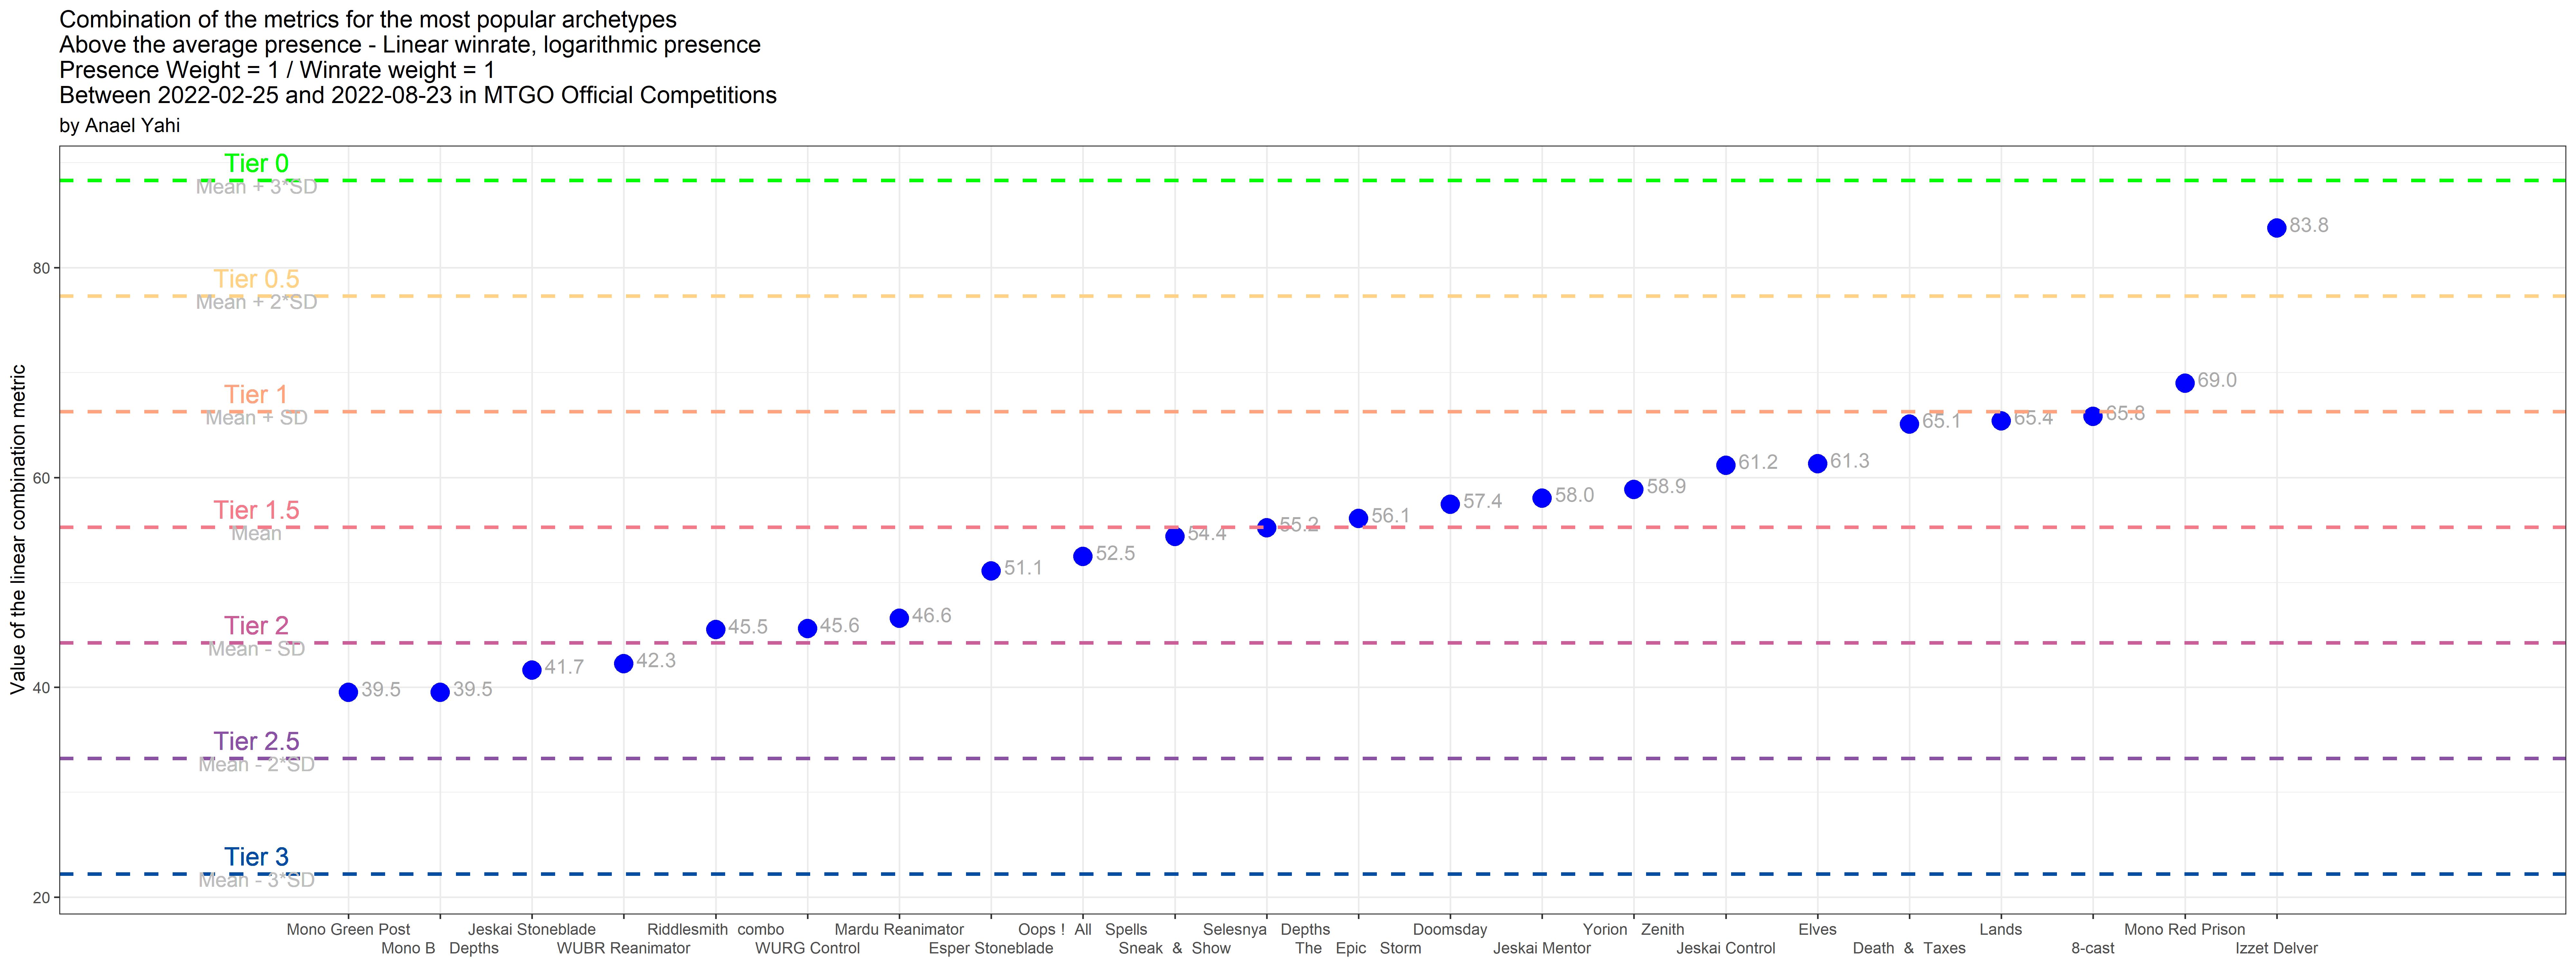 Combination of the metrics for the most popular archetypes
Above the average presence - Linear winrate, logarithmic presence
Presence Weight = 1 / Winrate weight = 1
Between 2022-02-25 and 2022-08-23 in MTGO Official Competitions
by Anael Yahi
Value of the linear combination metric
Tier 0
Mean + 3*SD
83.8
80
Tier 0.5
Mean + 2*SD
69.0
Tier 1
Mean + SD
65.1
65.4
65.8
60
61.2
61.3
Tier 1.5
Mean
54.4
55.2
56.1
57.4
58.0
58.9
51.1
52.5
Tier 2
Mean - SD
45.5
45.6
46.6
41.7
42.3
40
39.5
39.5
Tier 2.5
Mean - 2*SD
Tier 3
Mean - 3*SD
20
Mono Green Post
Mono B Depths
Jeskai Stoneblade
WUBR Reanimator
Riddlesmith combo
WURG Control
Mardu Reanimator
Esper Stoneblade
Oops ! All Spells
Sneak & Show
Selesnya Depths
The Epic Storm
Doomsday
Jeskai Mentor
Yorion Zenith
Jeskai Control
Elves
Death & Taxes
Lands
8-cast
Mono Red Prison
Izzet Delver